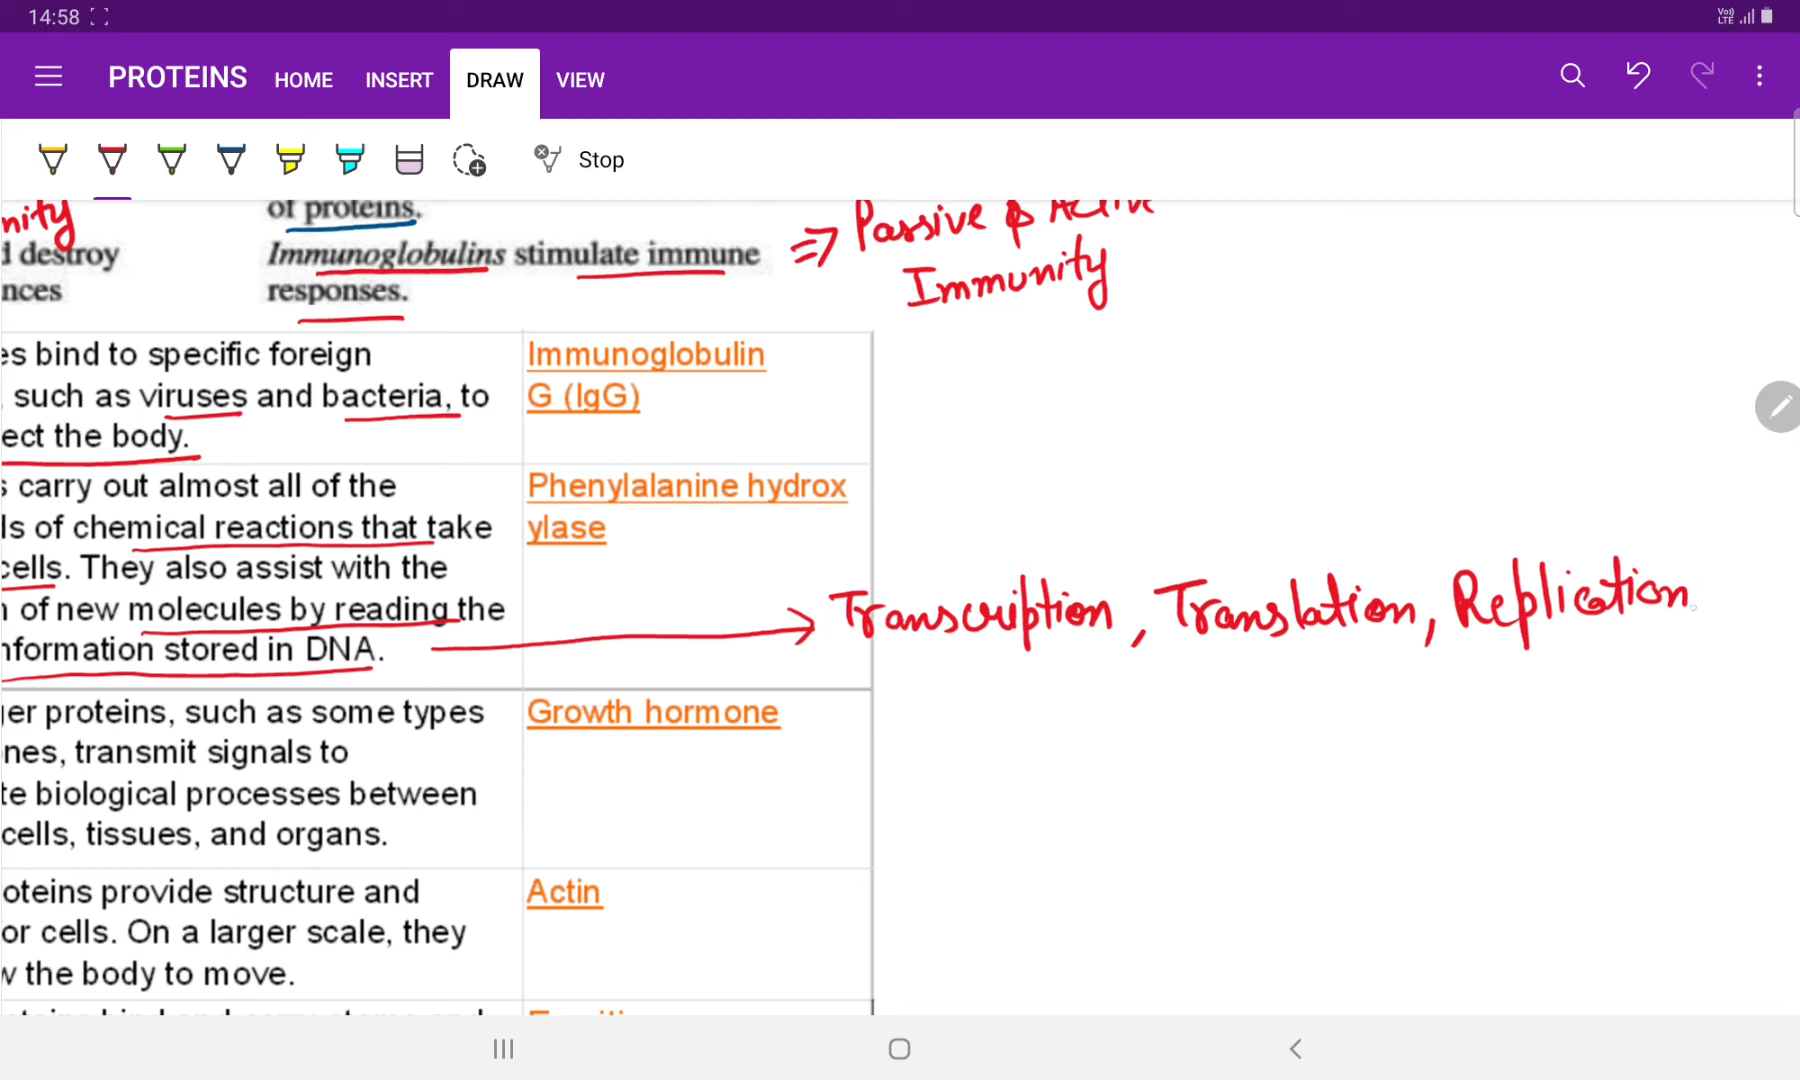 14:58
Vo)) LTE
PROTEINS HOME INSERT DRAW VIEW
Stop
nity
of proteins.
d destroy
Immunoglobulins stimulate immune
nces
responses.
=> Passive & Active
Immunity
es bind to specific foreign
, such as viruses and bacteria, to
ect the body.
Immunoglobulin
G (IgG)
s carry out almost all of the
ls of chemical reactions that take
cells. They also assist with the
n of new molecules by reading the
nformation stored in DNA.
Phenylalanine hydrox
ylase
Transcription, Translation, Replication
ger proteins, such as some types
nes, transmit signals to
te biological processes between
cells, tissues, and organs.
Growth hormone
oteins provide structure and
or cells. On a larger scale, they
w the body to move.
Actin